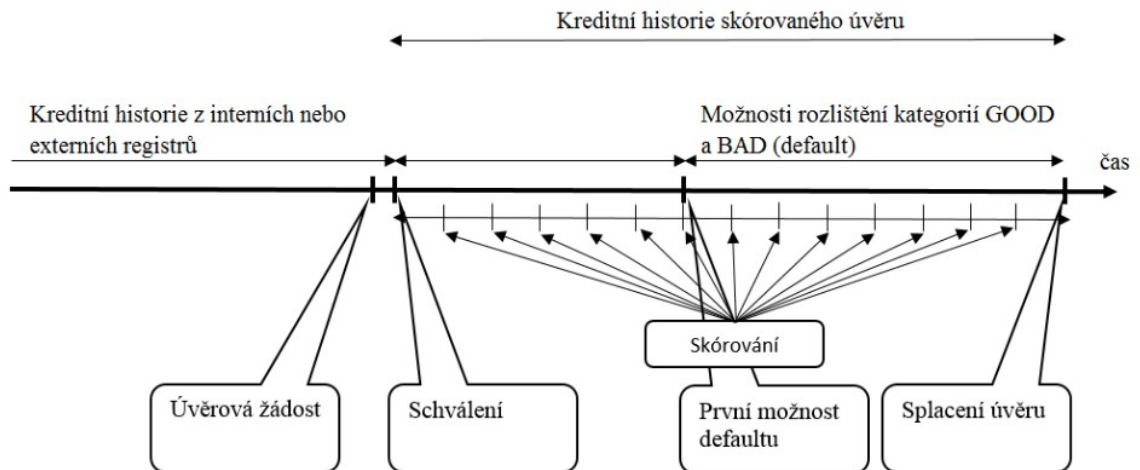 Kreditní historie skórovaného úvěru
Kreditní historie z interních nebo
externích registrů
Možnosti rozlištění kategorií GOOD
a BAD (default)
čas
Skórování
Úvěrová žádost
Schválení
První možnost
defaultu
Splacení úvěru